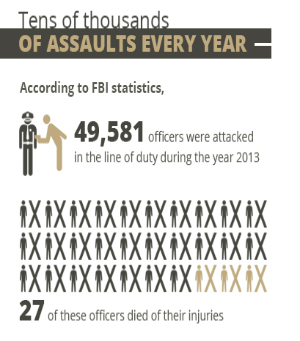 Tens of thousands
OF ASSAULTS EVERY YEAR
According to FBI statistics,
49,581 officers were attacked
in the line of duty during the year 2013
27 of these officers died of their injuries